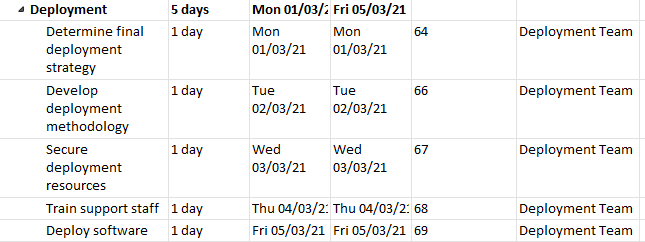 Deployment 5 days Mon 01/03/2 Fri 05/03/21
Determine final 1 day Mon Mon 64 Deployment Team
deployment 01/03/21 01/03/21
strategy
Develop 1 day Tue Tue 66 Deployment Team
deployment 02/03/21 02/03/21
methodology
Secure 1 day Wed Wed 67 Deployment Team
deployment 03/03/21 03/03/21
resources
Train support staff 1 day Thu 04/03/21 Thu 04/03/21 68 Deployment Team
Deploy software 1 day Fri 05/03/21 Fri 05/03/21 69 Deployment Team